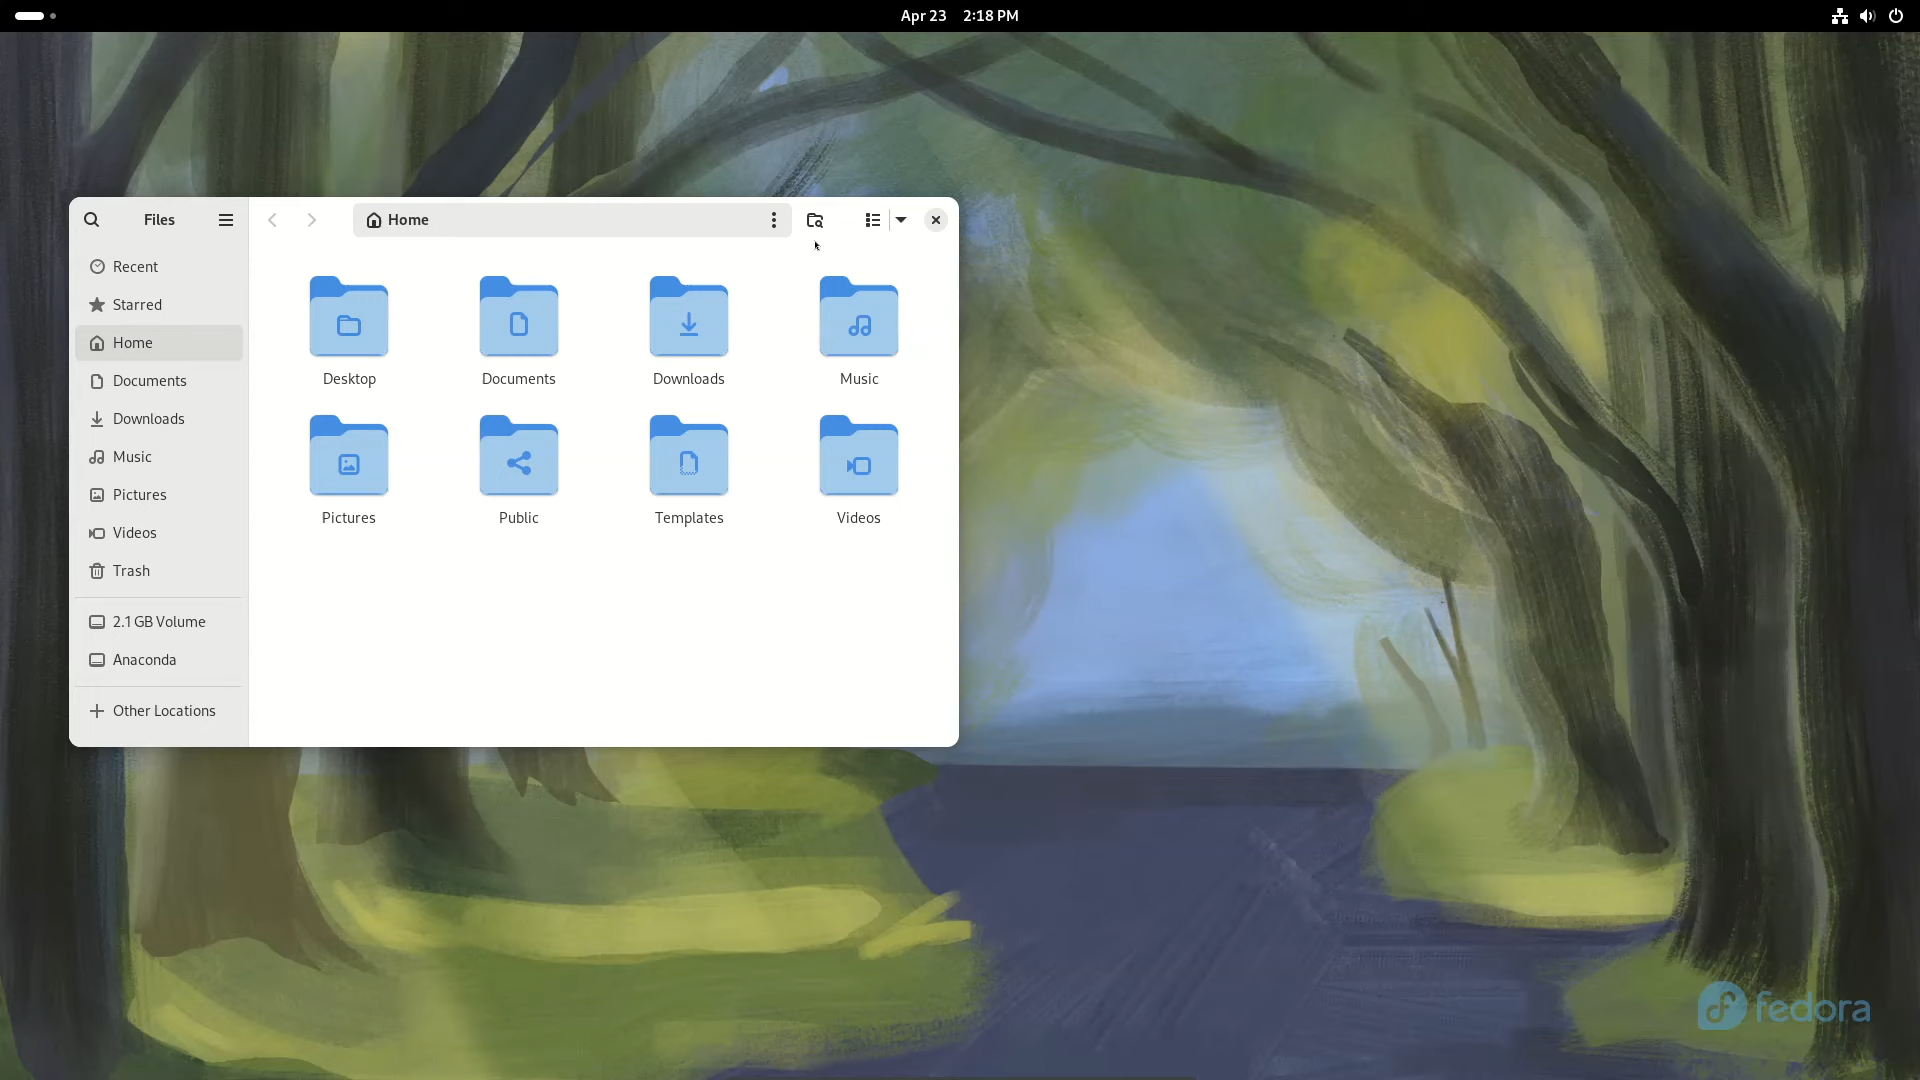 Apr 23 2:18 PM
Files
Home
Recent
Starred
Home
Documents
Downloads
Music
Pictures
Videos
Trash
2.1 GB Volume
Anaconda
Other Locations
Desktop
Documents
Downloads
Music
Pictures
Public
Templates
Videos
fedora